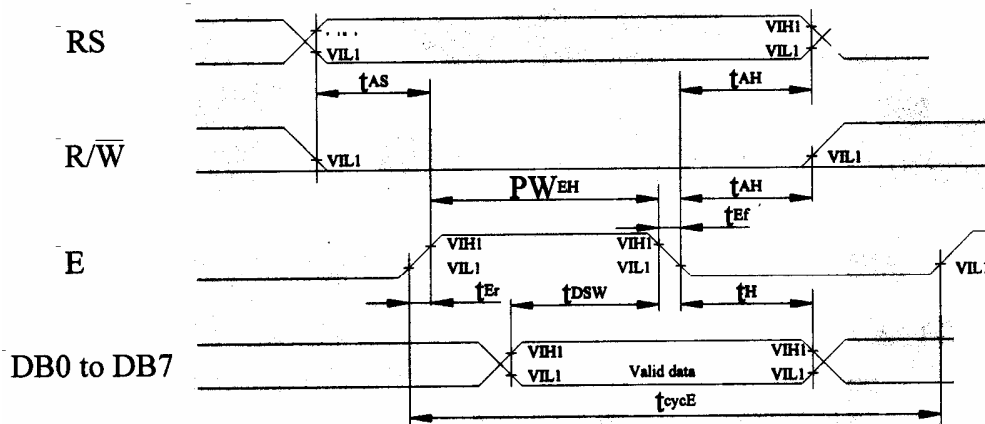 RS
VIH1
VIL1
VIL1
tAS
tAH
R/W̅
VIL1
VIL1
PWEH
tAH
tEf
E
VIH1
VIH1
VIL1
VIL1
VIL1
tEr
tDSW
tH
DB0 to DB7
VIH1
VIH1
VIL1
Valid data
VIL1
tcycE